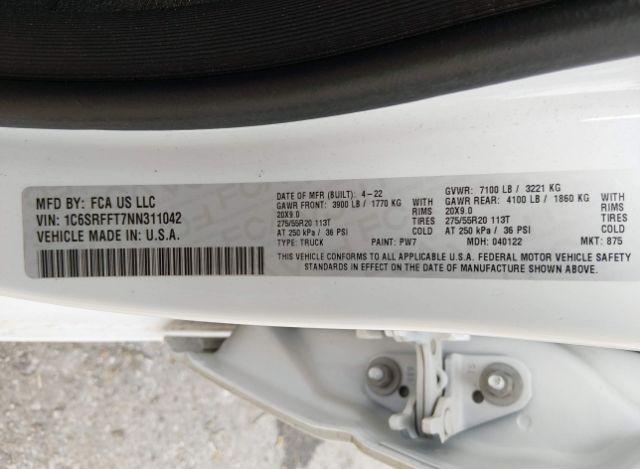 MFD BY: FCA US LLC
VIN: 1C6SRFFT7NN311042
VEHICLE MADE IN U.S.A.
DATE OF MFR (BUILT): 4-22 GVWR: 7100 LB / 3221 KG
GAWR FRONT: 3900 LB / 1770 KG WITH GAWR REAR: 4100 LB / 1860 KG WITH
20X9.0 RIMS 20X9.0 RIMS
275/55R20 113T TIRES 275/55R20 113T TIRES
AT 250 kPa / 36 PSI COLD AT 250 kPa / 36 PSI COLD
TYPE: TRUCK PAINT: PW7 MDH: 040122 MKT: 875
THIS VEHICLE CONFORMS TO ALL APPLICABLE U.S.A. FEDERAL MOTOR VEHICLE SAFETY
STANDARDS IN EFFECT ON THE DATE OF MANUFACTURE SHOWN ABOVE.